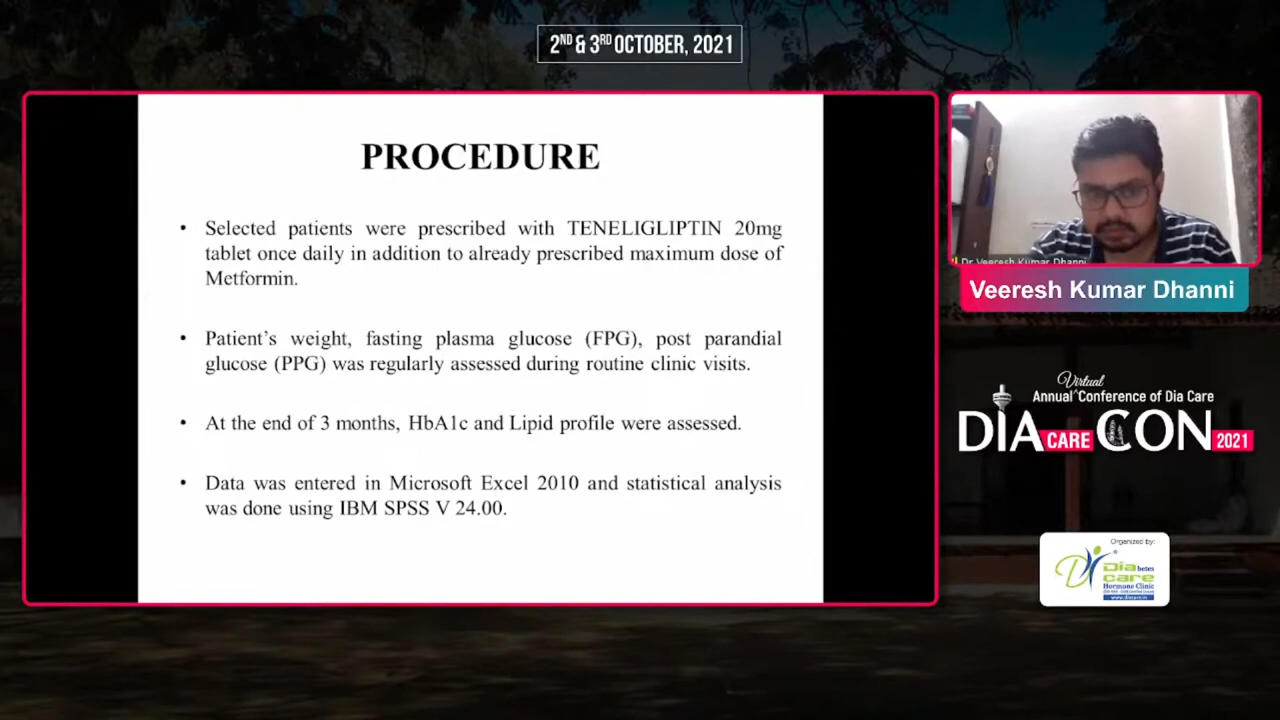 2ND & 3RD OCTOBER, 2021
PROCEDURE
• Selected patients were prescribed with TENELIGLIPTIN 20mg
tablet once daily in addition to already prescribed maximum dose of
Metformin.
• Patient's weight, fasting plasma glucose (FPG), post parandial
glucose (PPG) was regularly assessed during routine clinic visits.
• At the end of 3 months, HbA1c and Lipid profile were assessed.
• Data was entered in Microsoft Excel 2010 and statistical analysis
was done using IBM SPSS V 24.00.
Dr Veeresh Kumar Dhanni
Veeresh Kumar Dhanni
Virtual
Annual ^ Conference of Dia Care
DIA CARE CON 2021
Organized by:
Diabetes
care
Hormone Clinic